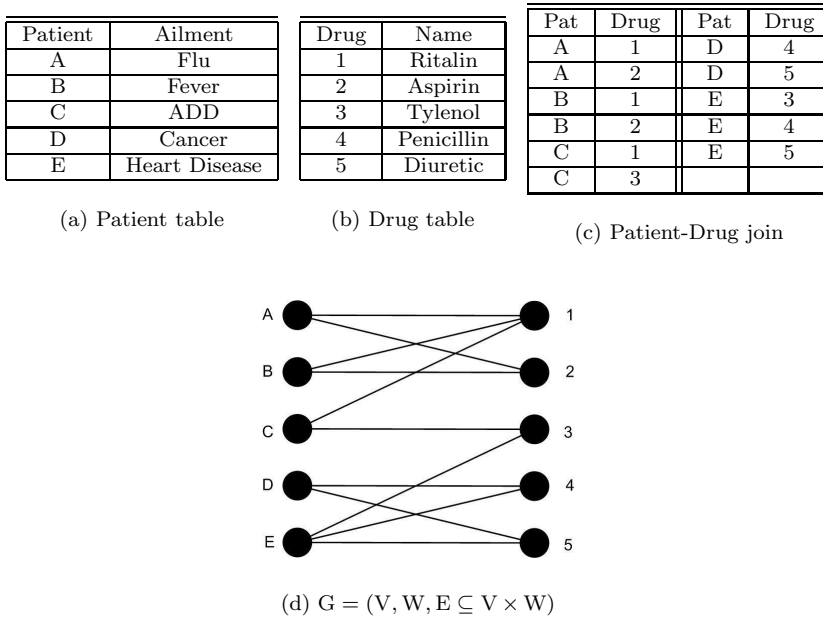 Patient Ailment
A Flu
B Fever
C ADD
D Cancer
E Heart Disease
(a) Patient table
Drug Name
1 Ritalin
2 Aspirin
3 Tylenol
4 Penicillin
5 Diuretic
(b) Drug table
Pat Drug Pat Drug
A 1 D 4
A 2 D 5
B 1 E 3
B 2 E 4
C 1 E 5
C 3
(c) Patient-Drug join
A 1
B 2
C 3
D 4
E 5
(d) G = (V, W, E ⊆ V × W)